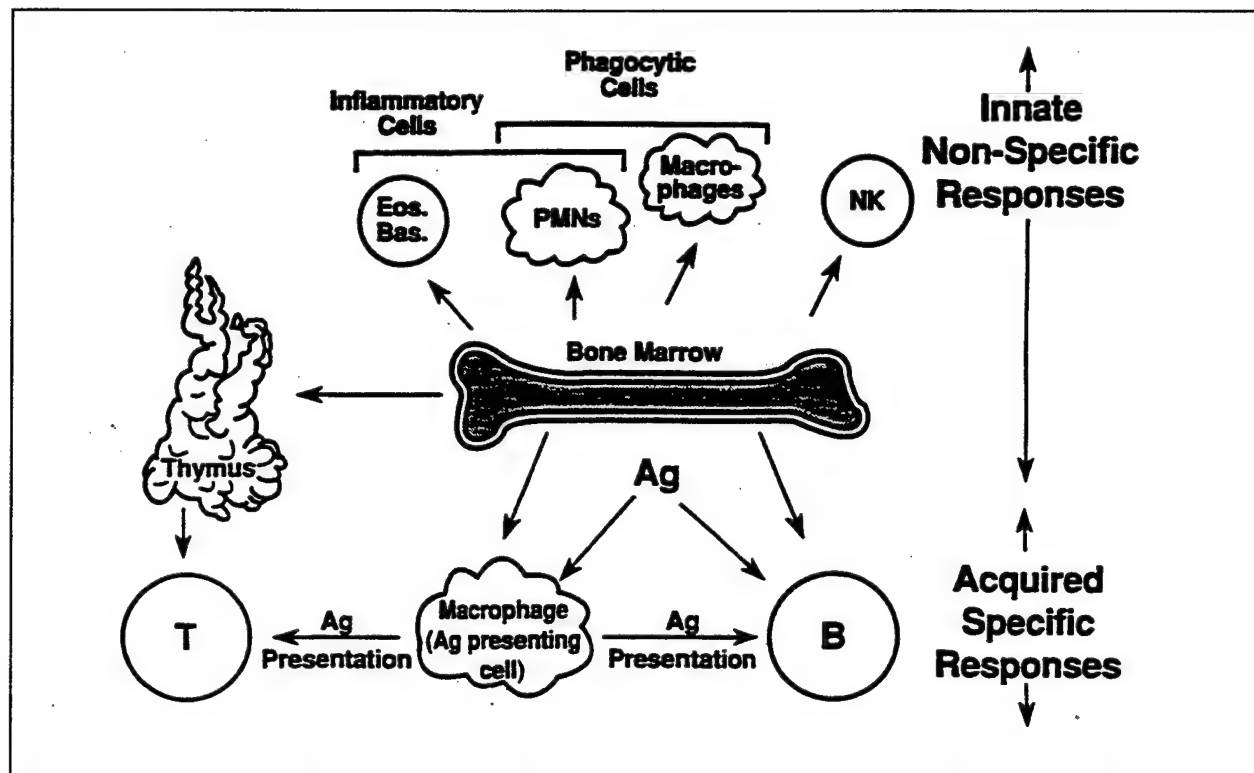 Phagocytic
Cells
Inflammatory
Cells
Innate
Non-Specific
Responses
Eos.
Bas.
PMNs
Macro-
phages
NK
Bone Marrow
Thymus
Ag
T
Ag
Presentation
Macrophage
(Ag presenting
cell)
Ag
Presentation
B
Acquired
Specific
Responses